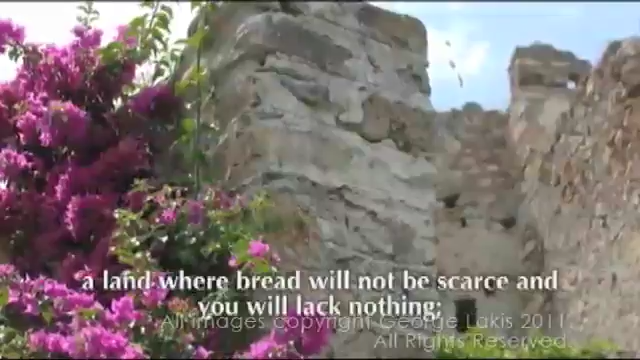 a land where bread will not be scarce and
you will lack nothing;
All images copyright George Lakis 2011
All Rights Reserved